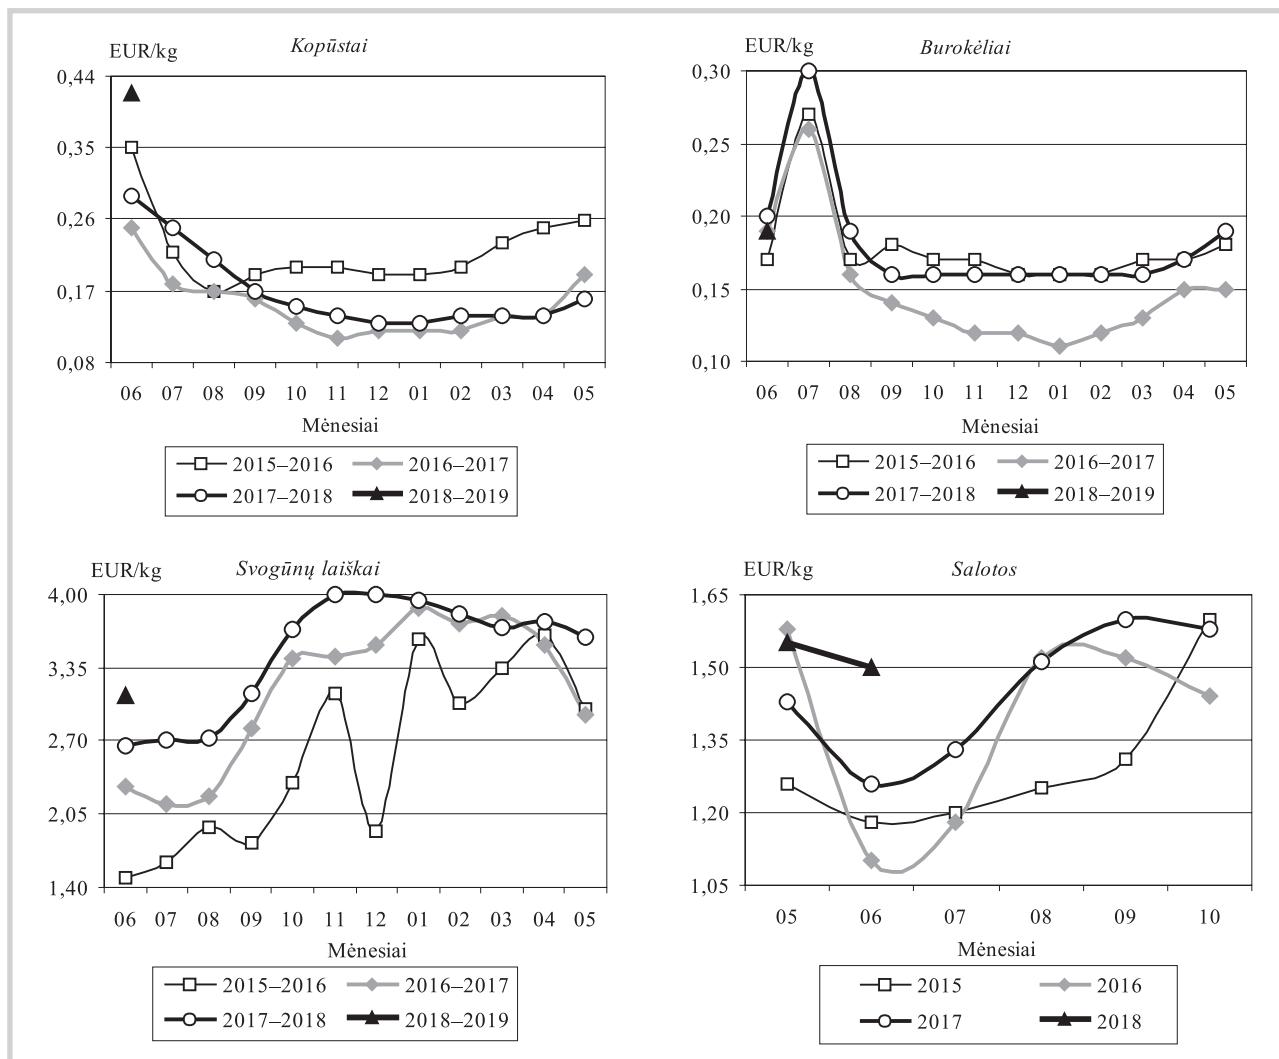 EUR/kg
Kopūstai
0,44
0,35
0,26
0,17
0,08
06 07 08 09 10 11 12 01 02 03 04 05
Mėnesiai
2015–2016 2016–2017
2017–2018 2018–2019
EUR/kg
Burokėliai
0,30
0,25
0,20
0,15
0,10
06 07 08 09 10 11 12 01 02 03 04 05
Mėnesiai
2015–2016 2016–2017
2017–2018 2018–2019
EUR/kg
Svogūnų laiškai
4,00
3,35
2,70
2,05
1,40
06 07 08 09 10 11 12 01 02 03 04 05
Mėnesiai
2015–2016 2016–2017
2017–2018 2018–2019
EUR/kg
Salotos
1,65
1,50
1,35
1,20
1,05
05 06 07 08 09 10
Mėnesiai
2015 2016
2017 2018